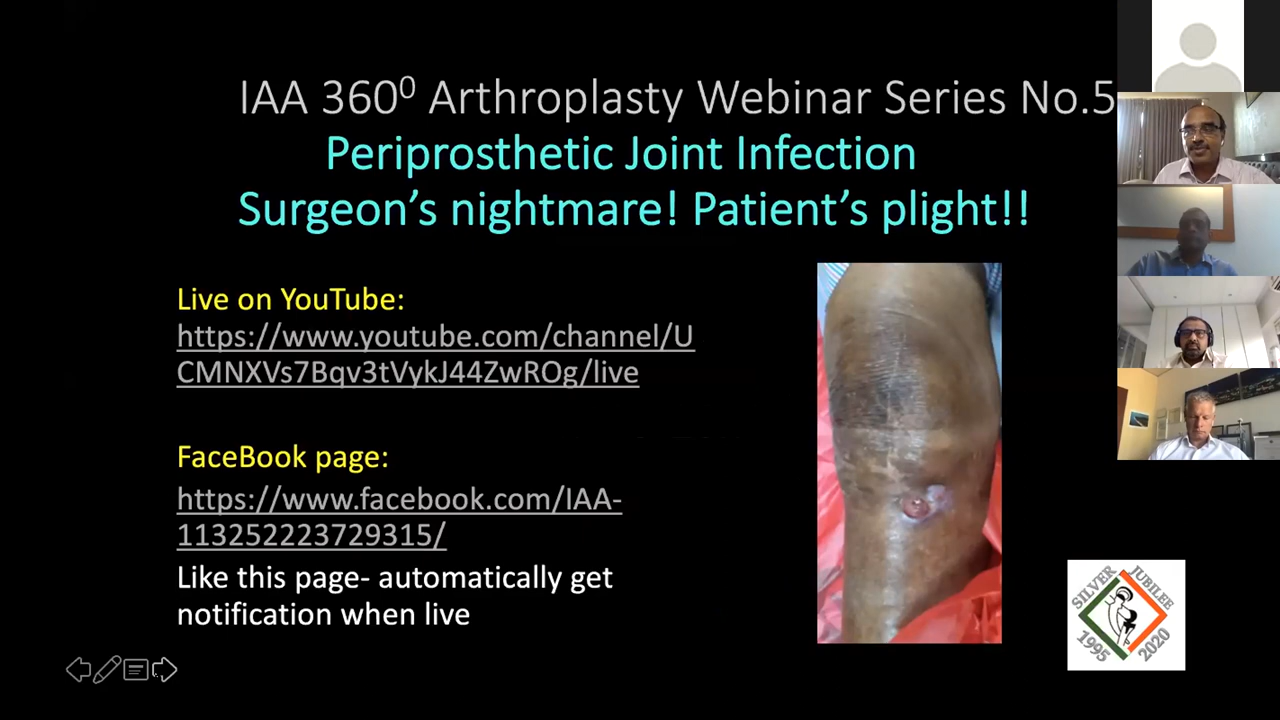 IAA 360⁰ Arthroplasty Webinar Series No.5
Periprosthetic Joint Infection
Surgeon’s nightmare! Patient’s plight!!
Live on YouTube:
https://www.youtube.com/channel/U
CMNXVs7Bqv3tVykJ44ZwROg/live
FaceBook page:
https://www.facebook.com/IAA-
113252223729315/
Like this page- automatically get
notification when live
SILVER
JUBILEE
1995
2020